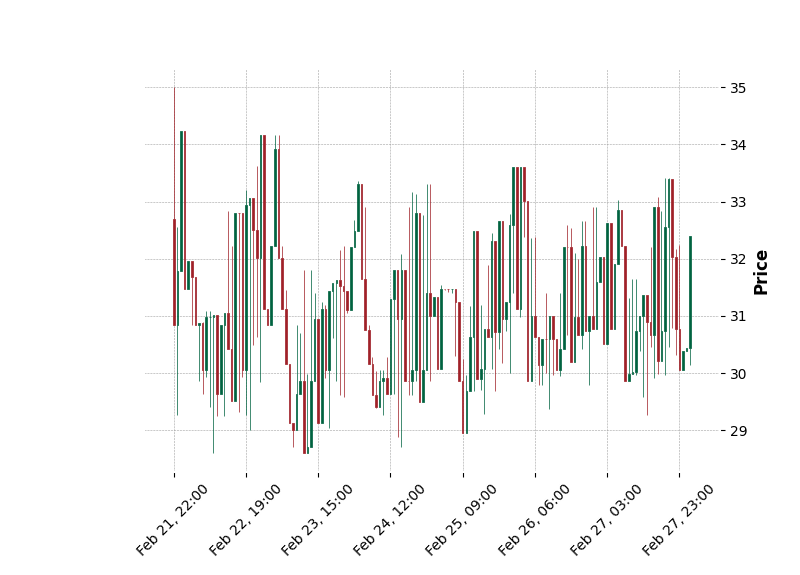 35
34
33
32
31
30
29
Price
Feb 21, 22:00
Feb 22, 19:00
Feb 23, 15:00
Feb 24, 12:00
Feb 25, 09:00
Feb 26, 06:00
Feb 27, 03:00
Feb 27, 23:00